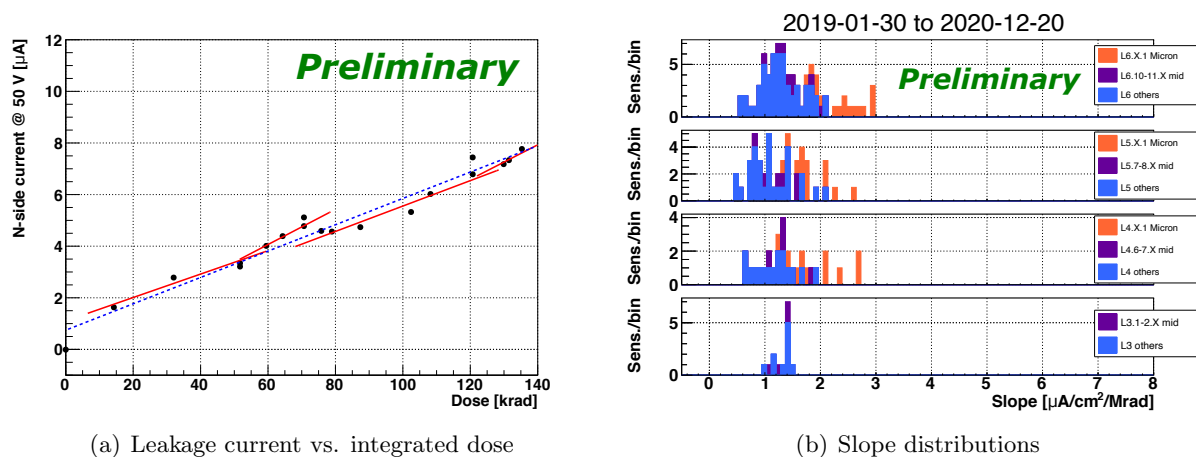 2019-01-30 to 2020-12-20
N-side current @ 50 V [µA]
12
10
8
6
4
2
0
Preliminary
0 20 40 60 80 100 120 140
Dose [krad]
Sens./bin
5
0
Preliminary
L6.X.1 Micron
L6.10-11.X mid
L6 others
Sens./bin
4
2
0
L5.X.1 Micron
L5.7-8.X mid
L5 others
Sens./bin
4
2
0
L4.X.1 Micron
L4.6-7.X mid
L4 others
Sens./bin
5
0
L3.1-2.X mid
L3 others
0 1 2 3 4 5 6 7 8
Slope [µA/cm²/Mrad]
(a) Leakage current vs. integrated dose
(b) Slope distributions